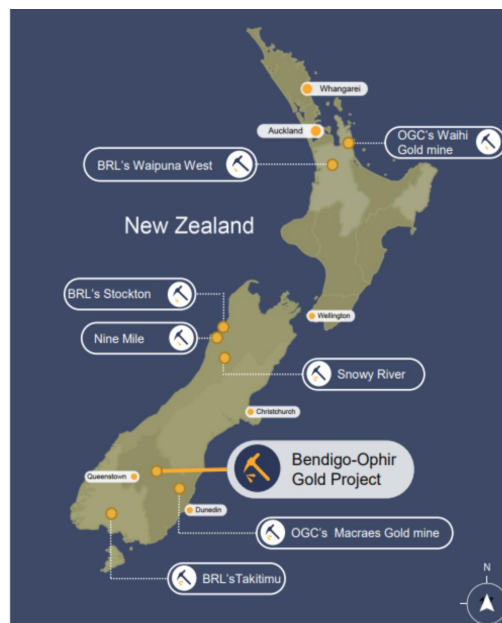 Whangarei
Auckland
OGC's Waihi
Gold mine
BRL's Waipuna West
New Zealand
BRL's Stockton
Wellington
Nine Mile
Snowy River
Christchurch
Bendigo-Ophir
Gold Project
Queenstown
Dunedin
OGC's Macraes Gold mine
BRL'sTakitimu
N